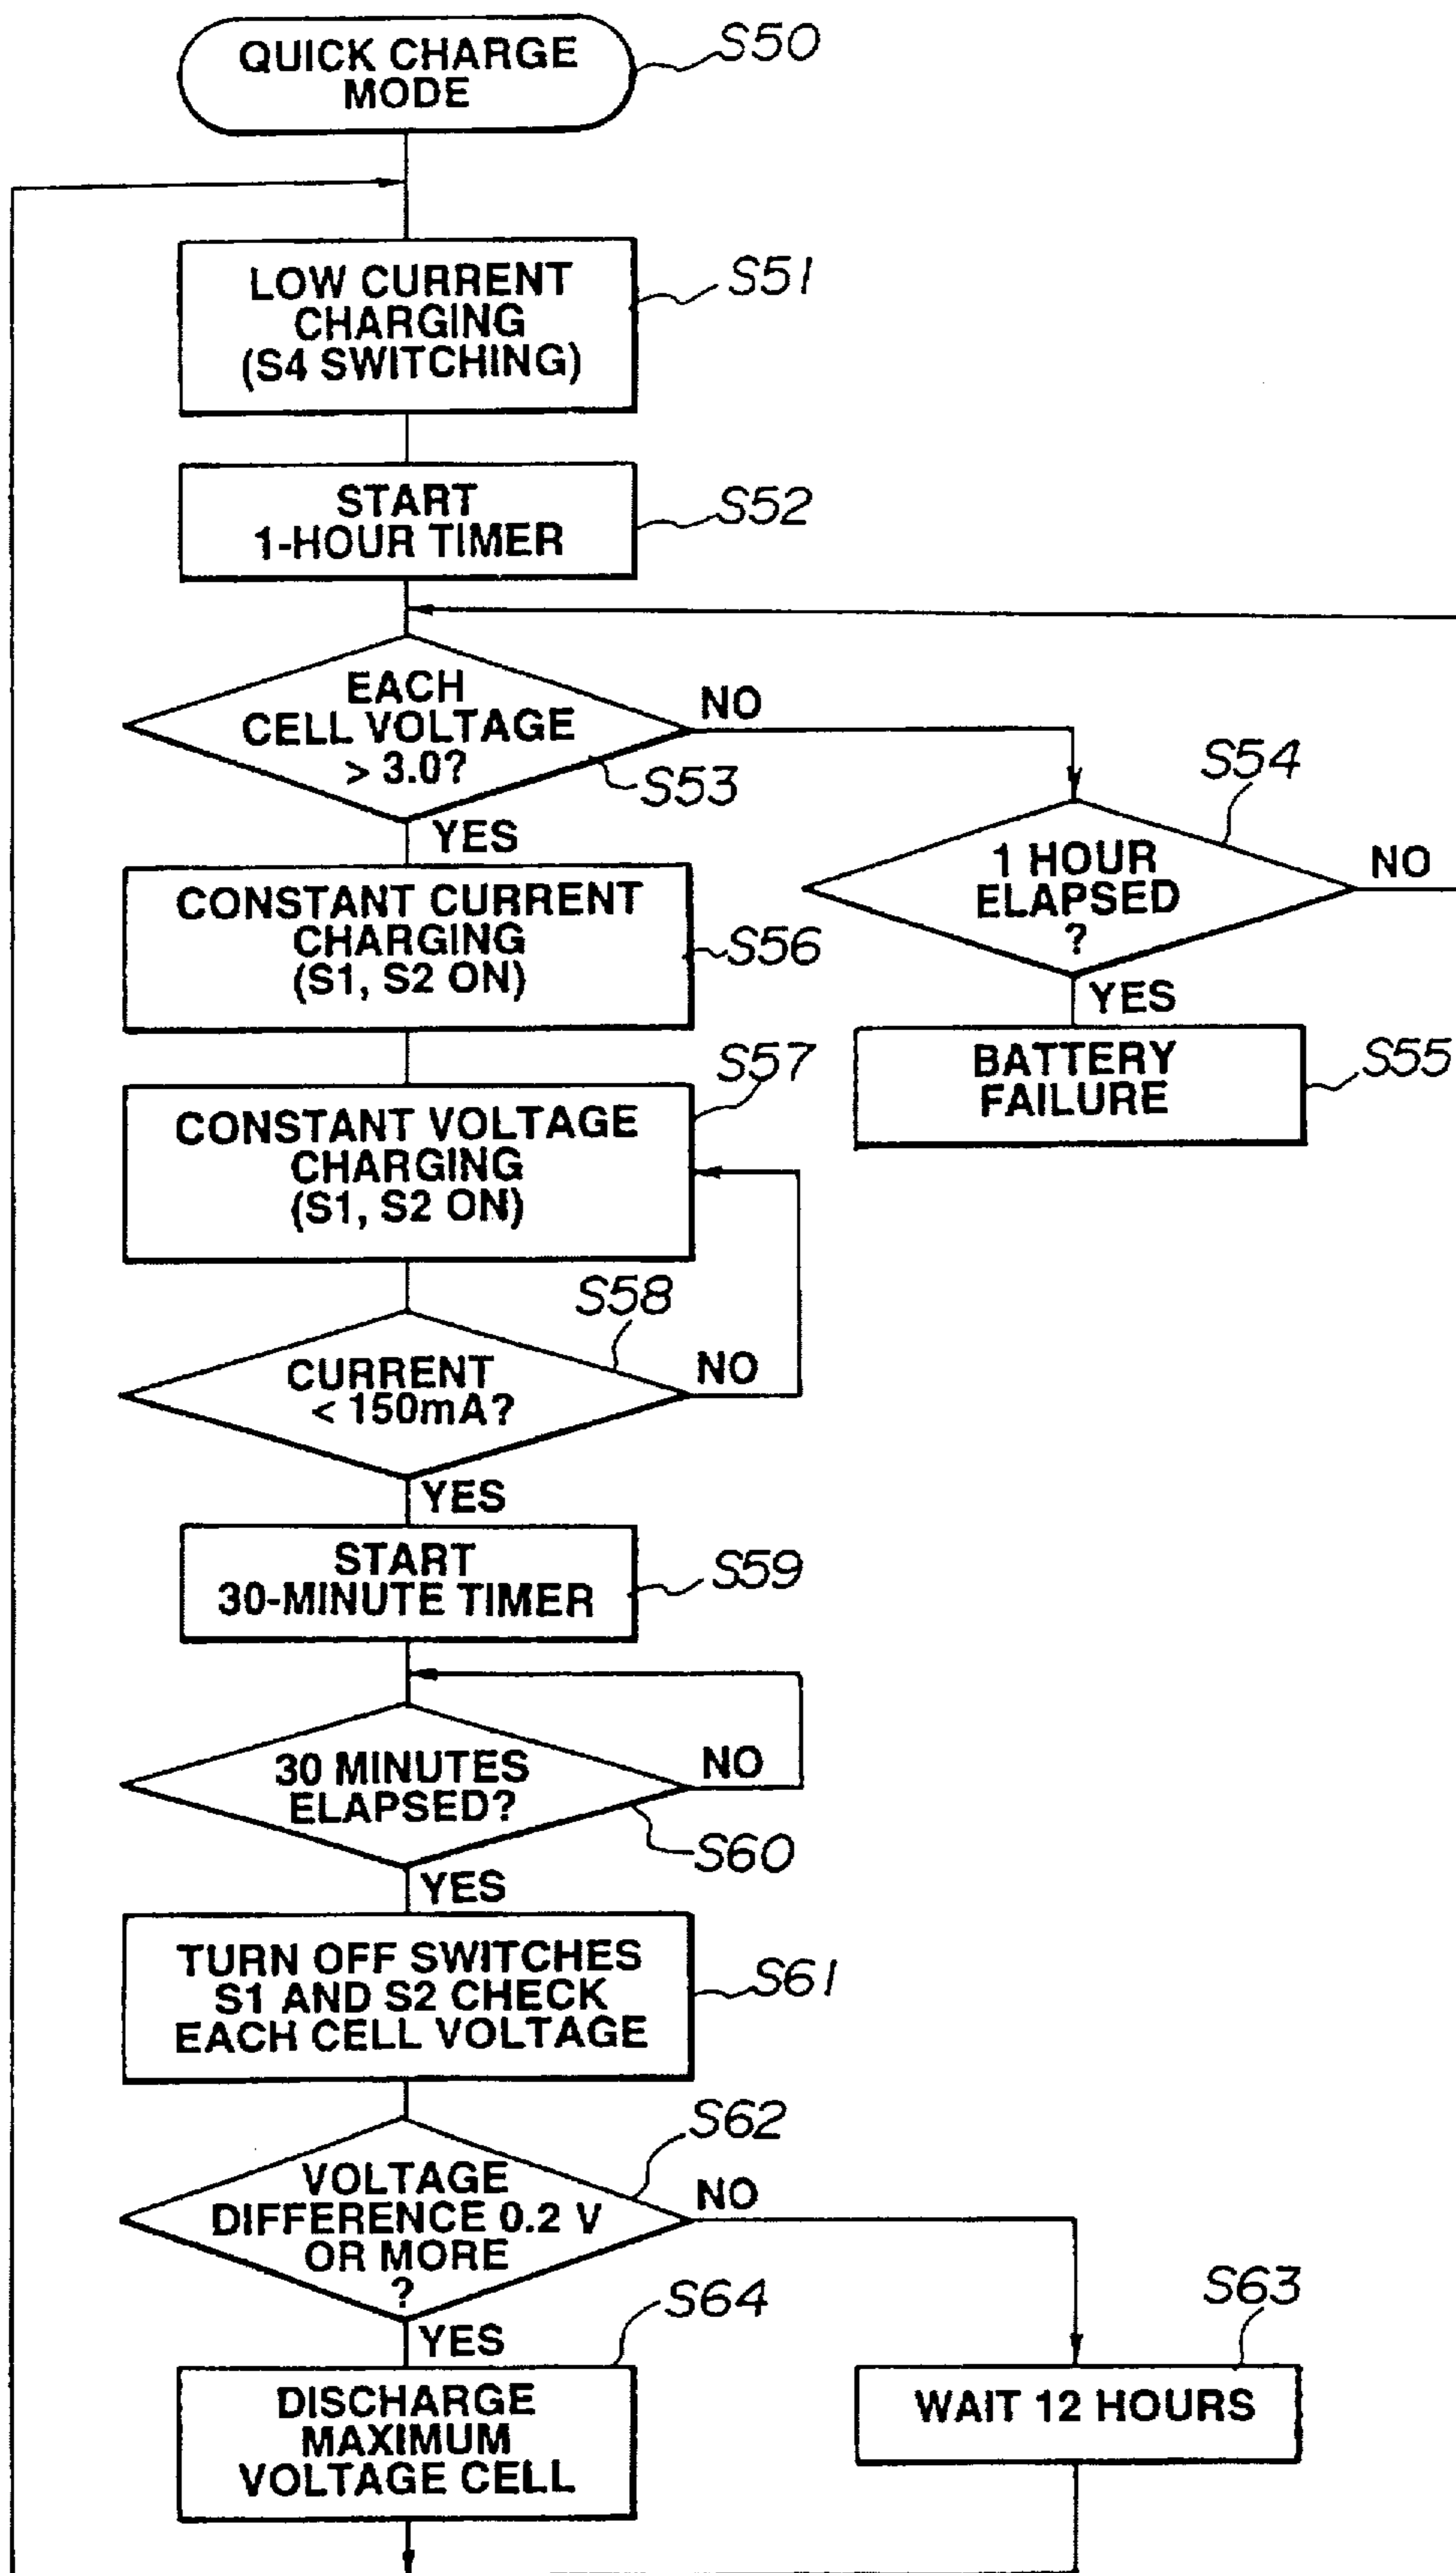 QUICK CHARGE
MODE
S50
LOW CURRENT
CHARGING
(S4 SWITCHING)
S51
START
1-HOUR TIMER
S52
EACH
CELL VOLTAGE
> 3.0?
NO
S53
YES
S54
1 HOUR
ELAPSED
?
NO
YES
CONSTANT CURRENT
CHARGING
(S1, S2 ON)
S56
BATTERY
FAILURE
S55
S57
CONSTANT VOLTAGE
CHARGING
(S1, S2 ON)
S58
CURRENT
< 150mA?
NO
YES
START
30-MINUTE TIMER
S59
30 MINUTES
ELAPSED?
NO
S60
YES
TURN OFF SWITCHES
S1 AND S2 CHECK
EACH CELL VOLTAGE
S61
S62
VOLTAGE
DIFFERENCE 0.2 V
OR MORE
?
NO
YES
S64
DISCHARGE
MAXIMUM
VOLTAGE CELL
S63
WAIT 12 HOURS